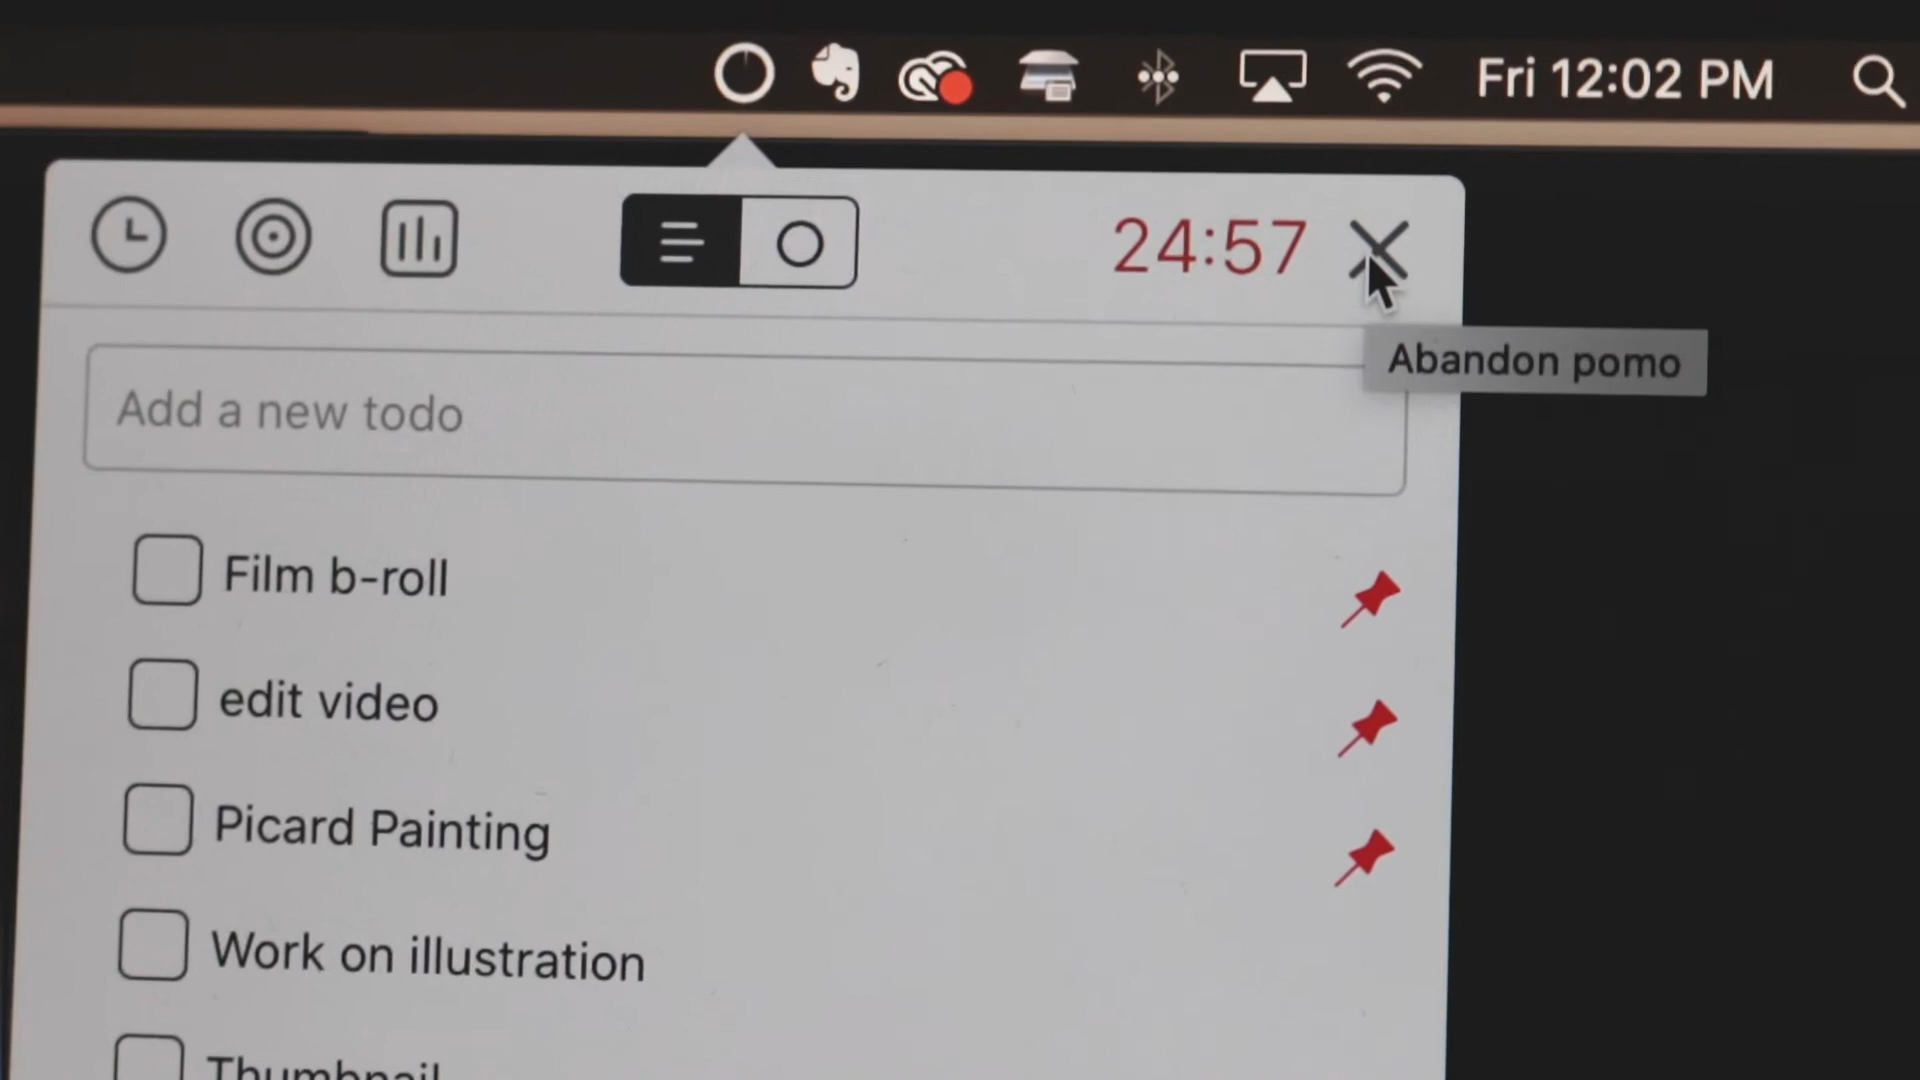 Fri 12:02 PM
24:57
Abandon pomo
Add a new todo
Film b-roll
edit video
Picard Painting
Work on illustration
Thumbnail